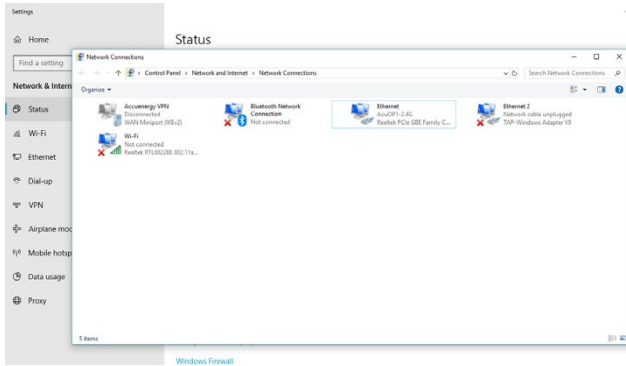 Settings
Home
Find a setting
Network & Intern
Status
Wi-Fi
Ethernet
Dial-up
VPN
Airplane mod
Mobile hotsp
Data usage
Proxy
Status
Network Connections
Control Panel › Network and Internet › Network Connections
Search Network Connections
Organize
Accuenergy VPN
Disconnected
WAN Miniport (IKEv2)
Bluetooth Network
Connection
Not connected
Ethernet
AcuOP1-2.4G
Realtek PCIe GBE Family C...
Ethernet 2
Network cable unplugged
TAP-Windows Adapter V9
Wi-Fi
Not connected
Realtek RTL8822BE 802.11a...
5 items
Windows Firewall